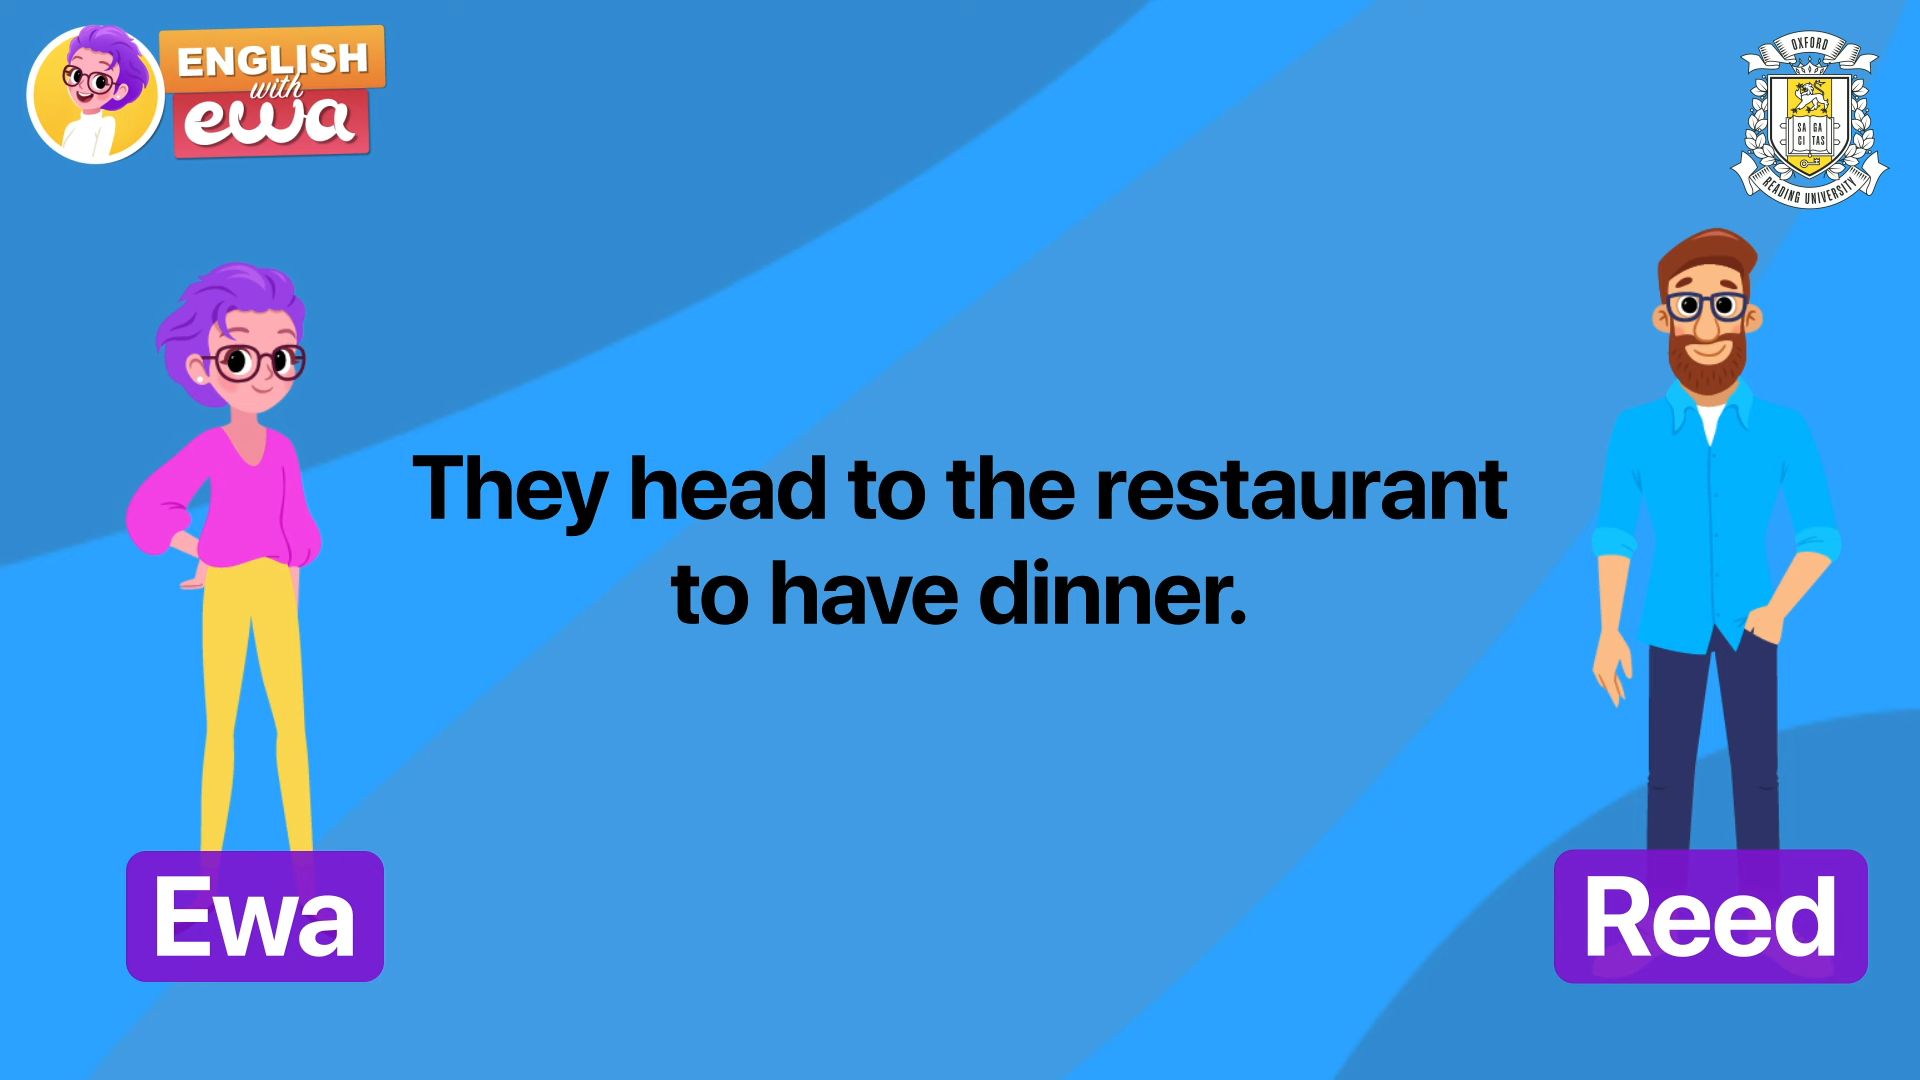 ENGLISH
with
ewa
OXFORD
SA GA
CI TAS
READING UNIVERSITY
They head to the restaurant
to have dinner.
Ewa
Reed